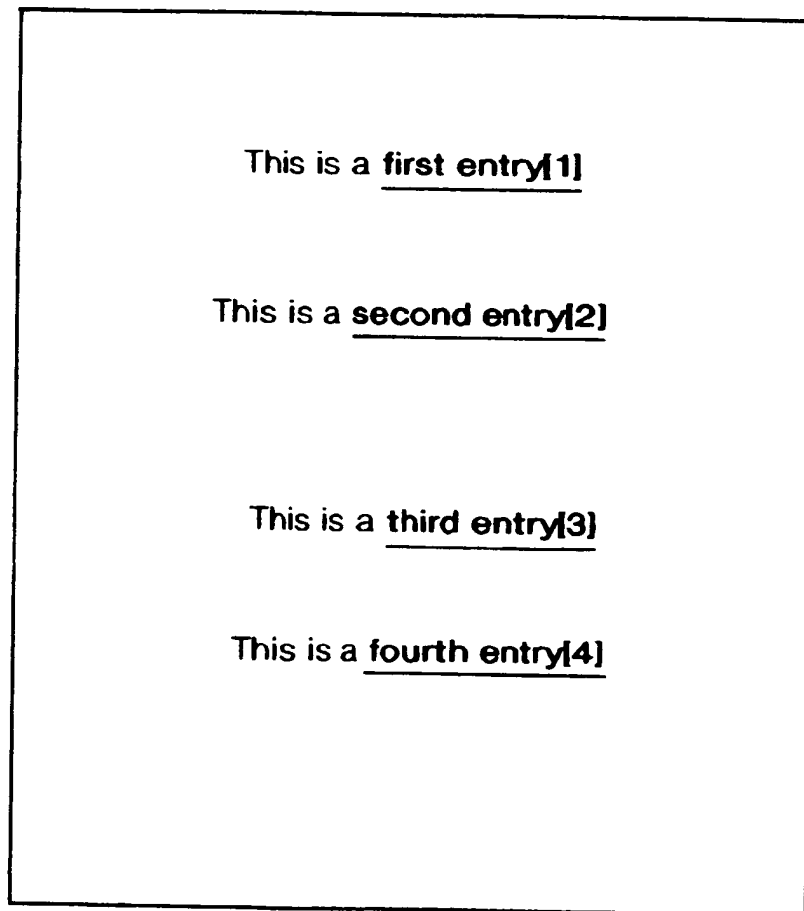 This is a first entry[1]
This is a second entry[2]
This is a third entry[3]
This is a fourth entry[4]